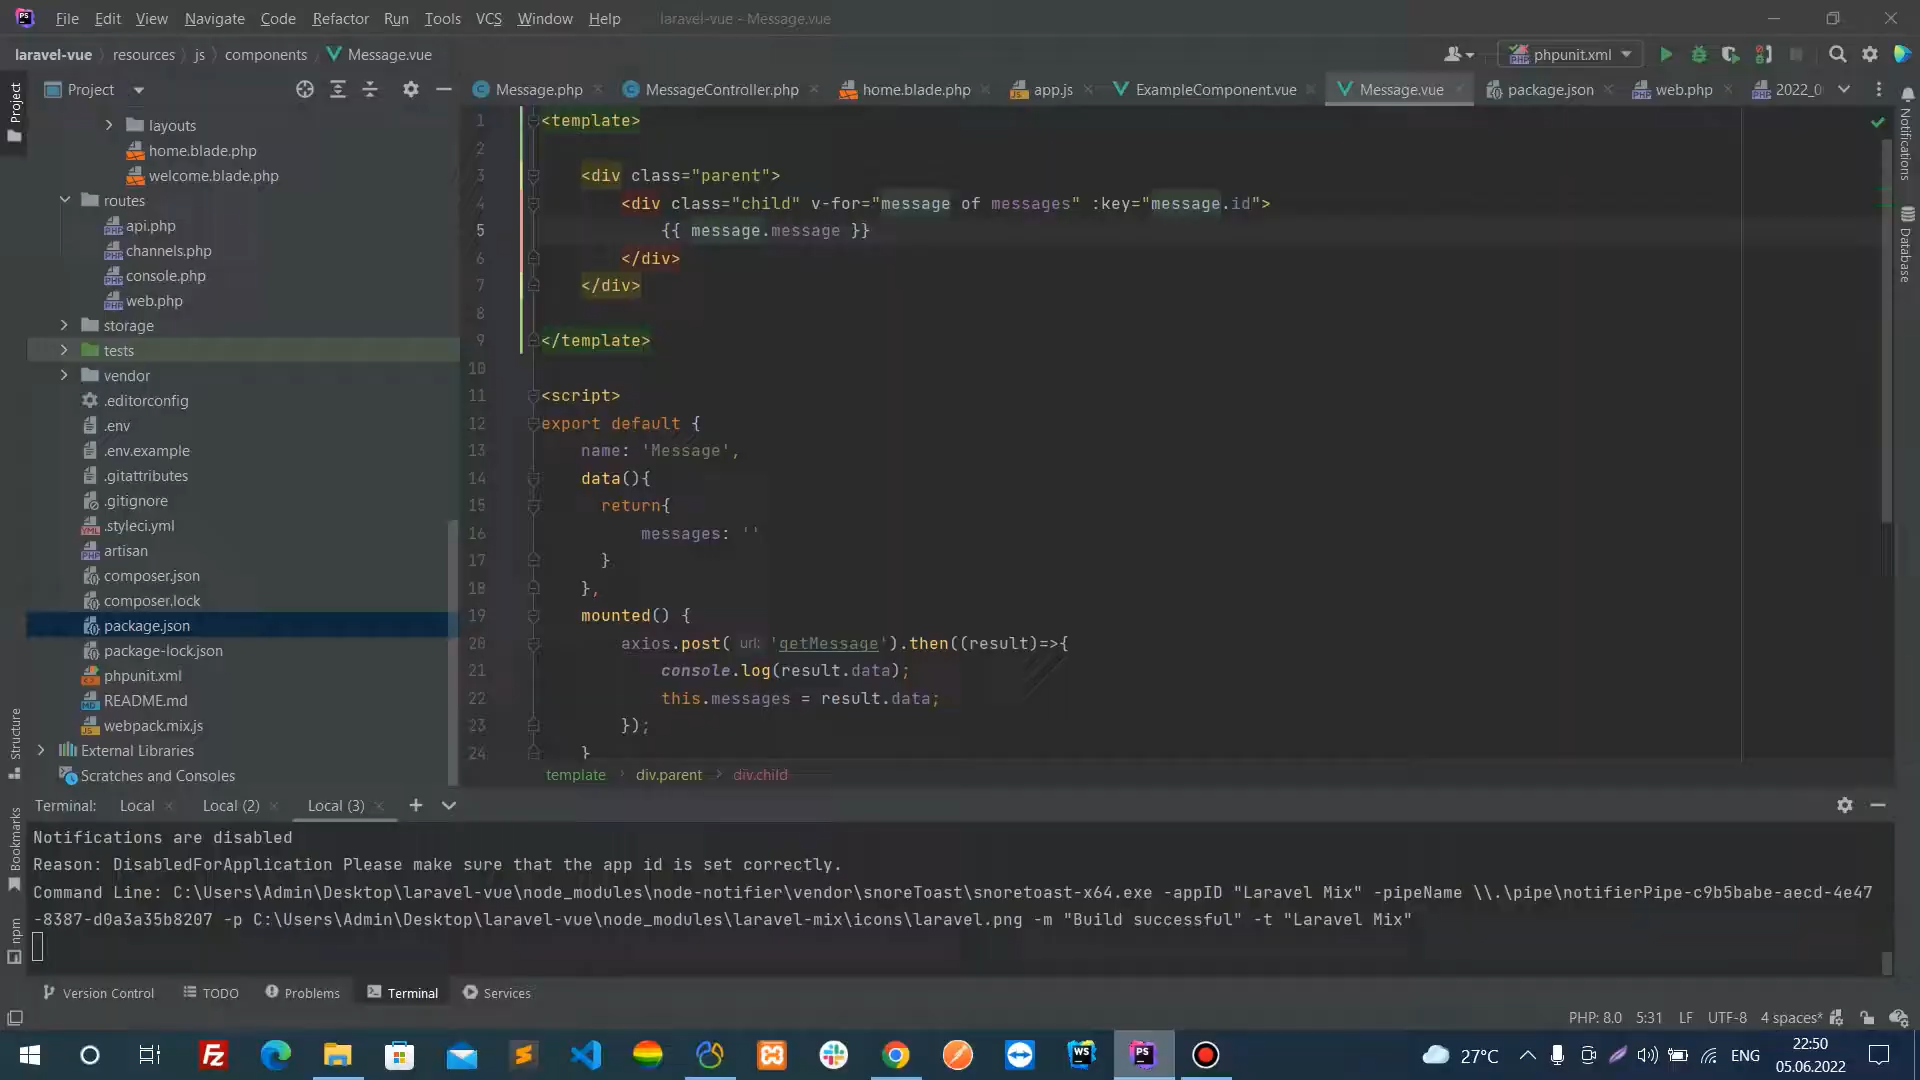 File Edit View Navigate Code Refactor Run Tools VCS Window Help laravel-vue - Message.vue
laravel-vue resources js components Message.vue phpunit.xml
Project Message.php MessageController.php home.blade.php app.js ExampleComponent.vue Message.vue package.json web.php 2022_0
Project
Notifications
Database
layouts
home.blade.php
welcome.blade.php
routes
api.php
channels.php
console.php
web.php
storage
tests
vendor
.editorconfig
.env
.env.example
.gitattributes
.gitignore
.styleci.yml
artisan
composer.json
composer.lock
package.json
package-lock.json
phpunit.xml
README.md
webpack.mix.js
External Libraries
Scratches and Consoles
1 <template>
2
3 <div class="parent">
4 <div class="child" v-for="message of messages" :key="message.id">
5 {{ message.message }}
6 </div>
7 </div>
8
9 </template>
10
11 <script>
12 export default {
13 name: 'Message',
14 data(){
15 return{
16 messages: ''
17 }
18 },
19 mounted() {
20 axios.post( url: 'getMessage').then((result)=>{
21 console.log(result.data);
22 this.messages = result.data;
23 });
24 }
template div.parent div.child
Structure
Bookmarks
npm
Terminal: Local Local (2) Local (3)
Notifications are disabled
Reason: DisabledForApplication Please make sure that the app id is set correctly.
Command Line: C:\Users\Admin\Desktop\laravel-vue\node_modules\node-notifier\vendor\snoreToast\snoretoast-x64.exe -appID "Laravel Mix" -pipeName \\.\pipe\notifierPipe-c9b5babe-aecd-4e47
-8387-d0a3a35b8207 -p C:\Users\Admin\Desktop\laravel-vue\node_modules\laravel-mix\icons\laravel.png -m "Build successful" -t "Laravel Mix"
Version Control TODO Problems Terminal Services
PHP: 8.0 5:31 LF UTF-8 4 spaces*
27°C ENG 22:50
05.06.2022